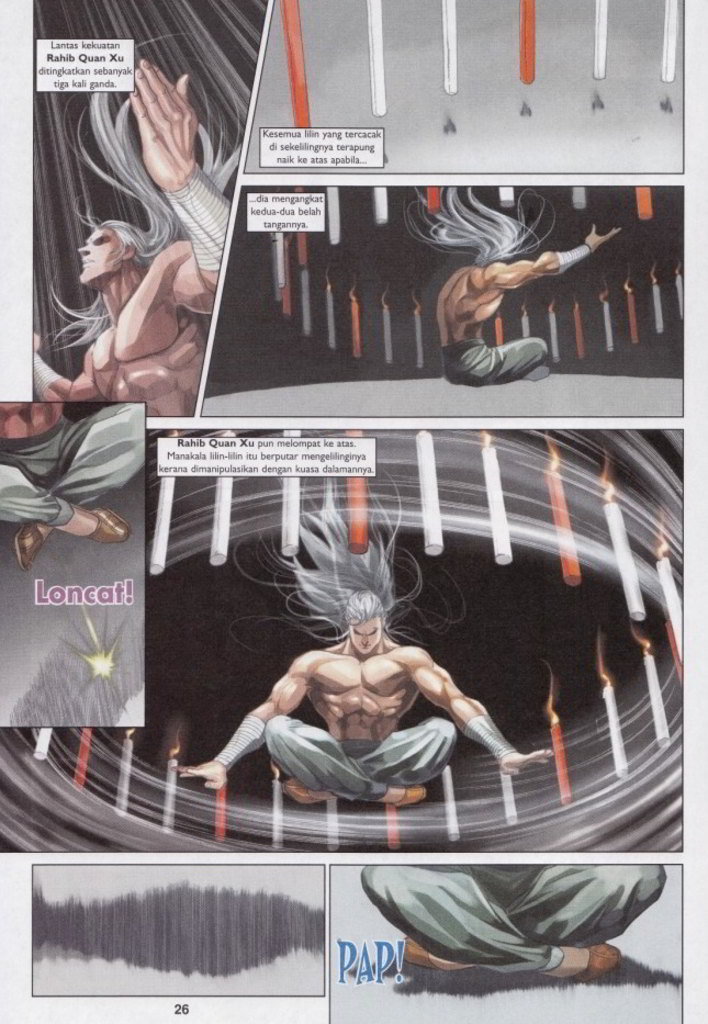 Lantas kekuatan
Rahib Quan Xu
ditingkatkan sebanyak
tiga kali ganda.
Kesemua lilin yang tercacak
di sekelilingnya terapung
naik ke atas apabila...
...dia mengangkat
kedua-dua belah
tangannya.
Loncat!
Rahib Quan Xu pun melompat ke atas.
Manakala lilin-lilin itu berputar mengelilinginya
kerana dimanipulasikan dengan kuasa dalamannya.
PAP!
26